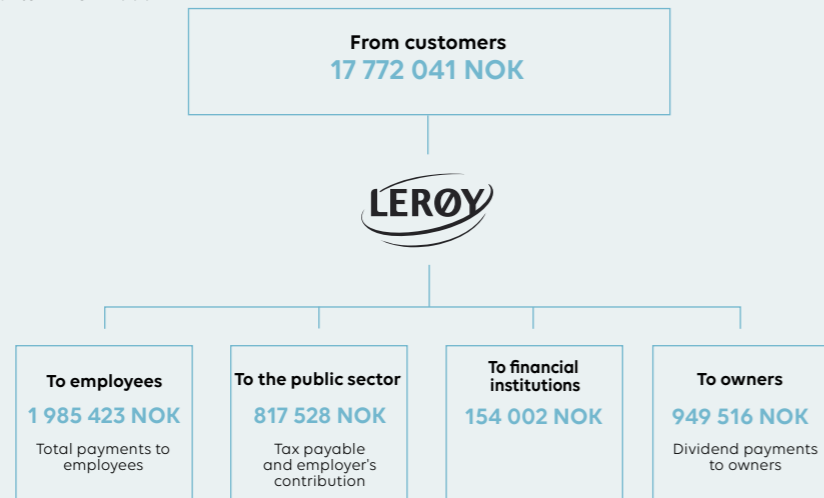 From customers
17 772 041 NOK
LERØY
To employees
1 985 423 NOK
Total payments to
employees
To the public sector
817 528 NOK
Tax payable
and employer's
contribution
To financial
institutions
154 002 NOK
To owners
949 516 NOK
Dividend payments
to owners